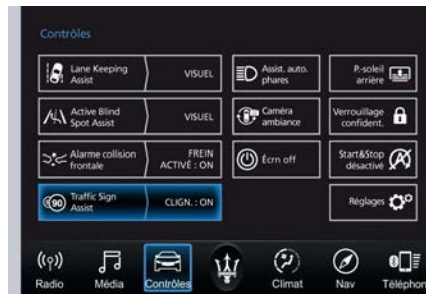 Contrôles
Lane Keeping
Assist
VISUEL
Assist. auto.
phares
P.-soleil
arrière
Active Blind
Spot Assist
VISUEL
Caméra
ambiance
Verrouillage
confident.
Alarme collision
frontale
FREIN
ACTIVÉ : ON
Écrn off
Start&Stop
désactivé
90
Traffic Sign
Assist
CLIGN. : ON
Réglages
Radio
Média
Contrôles
Climat
Nav
Téléphon